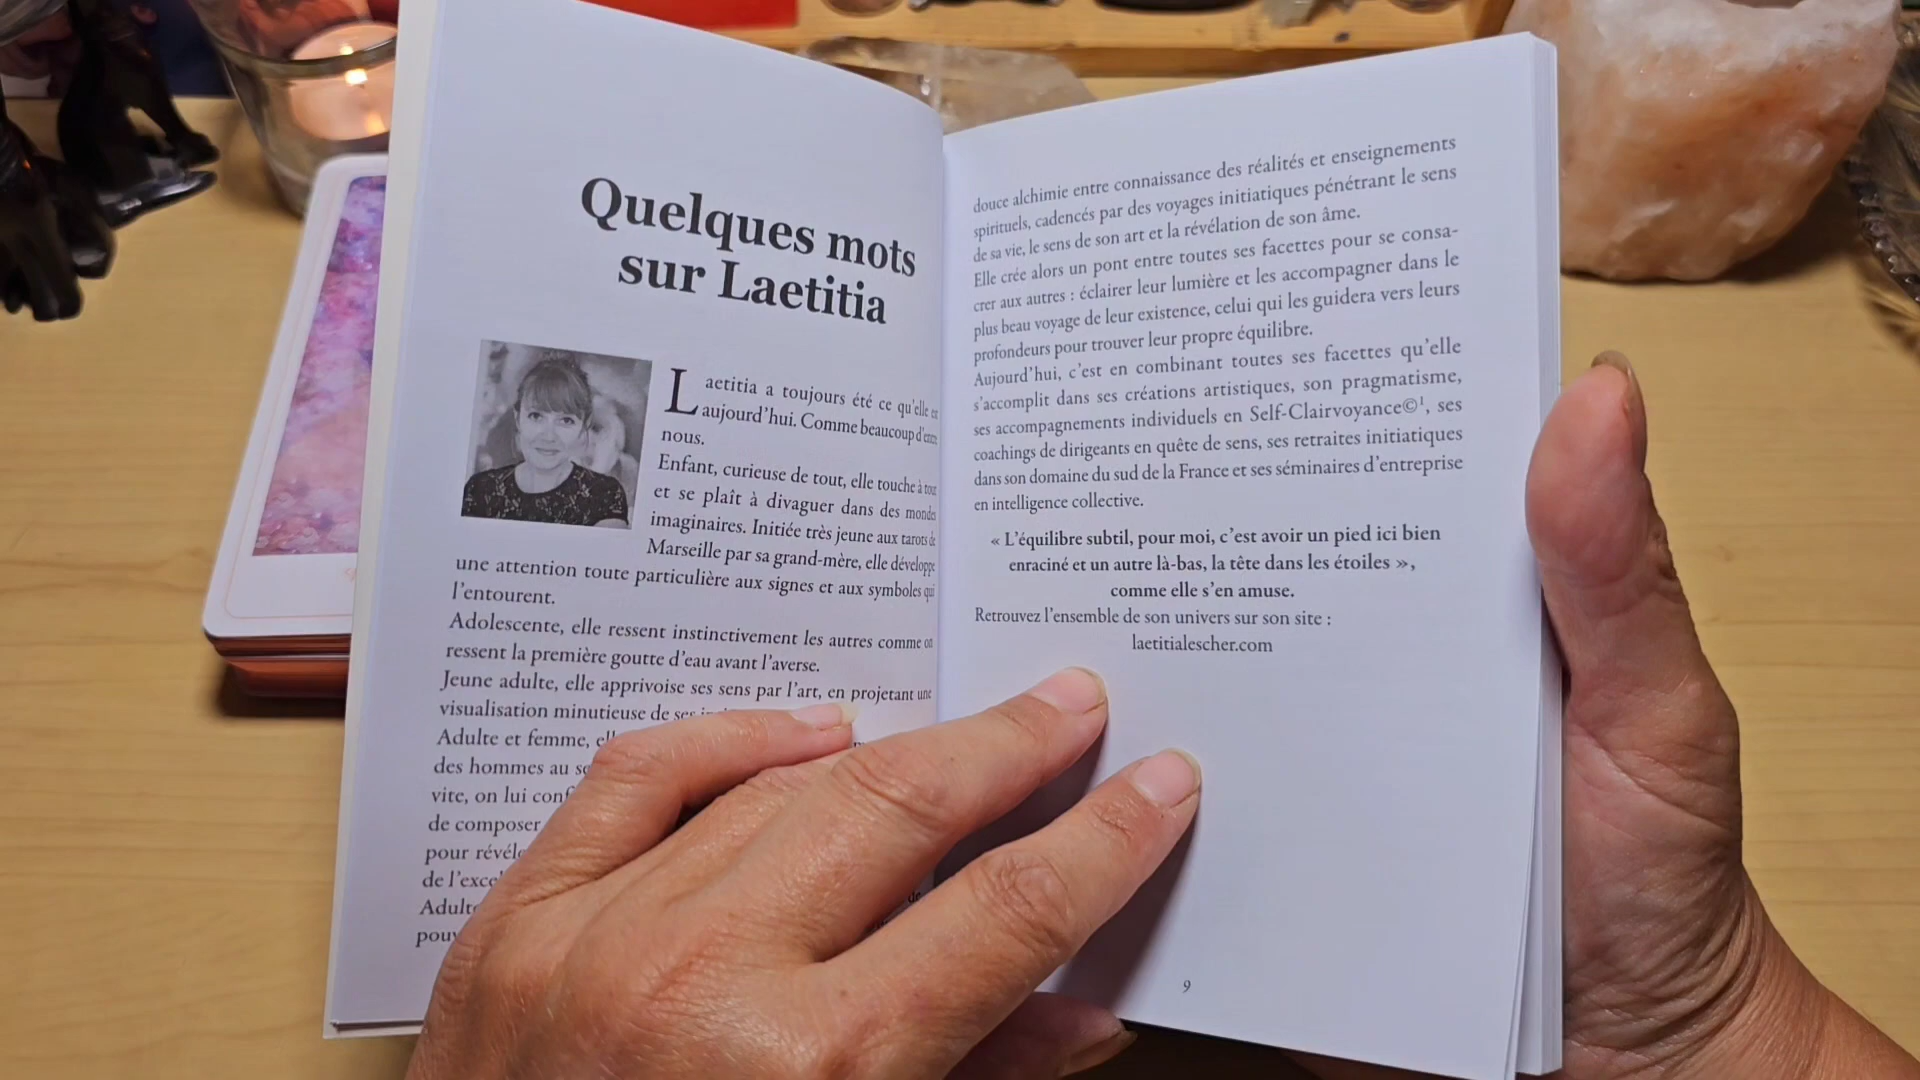 Quelques mots
sur Laetitia
Laetitia a toujours été ce qu'elle
aujourd'hui. Comme beaucoup d'entre
nous.
Enfant, curieuse de tout, elle touche à tout
et se plaît à divaguer dans des mondes
imaginaires. Initiée très jeune aux tarots de
Marseille par sa grand-mère, elle développe
une attention toute particulière aux signes et aux symboles qui
l'entourent.
Adolescente, elle ressent instinctivement les autres comme on
ressent la première goutte d'eau avant l'averse.
Jeune adulte, elle apprivoise ses sens par l'art, en projetant une
visualisation minutieuse de ses
Adulte et femme,
des hommes au
vite, on lui
de composer
pour
de
pouv
douce alchimie entre connaissance des réalités et enseignements
spirituels, cadencés par des voyages initiatiques pénétrant le sens
de sa vie, le sens de son art et la révélation de son âme.
Elle crée alors un pont entre toutes ses facettes pour se consa-
crer aux autres : éclairer leur lumière et les accompagner dans le
plus beau voyage de leur existence, celui qui les guidera vers leurs
profondeurs pour trouver leur propre équilibre.
Aujourd'hui, c'est en combinant toutes ses facettes qu'elle
s'accomplit dans ses créations artistiques, son pragmatisme,
ses accompagnements individuels en Self-Clairvoyance©¹, ses
coachings de dirigeants en quête de sens, ses retraites initiatiques
dans son domaine du sud de la France et ses séminaires d'entreprise
en intelligence collective.
« L'équilibre subtil, pour moi, c'est avoir un pied ici bien
enraciné et un autre là-bas, la tête dans les étoiles »,
comme elle s'en amuse.
Retrouvez l'ensemble de son univers sur son site :
laetitialescher.com
9